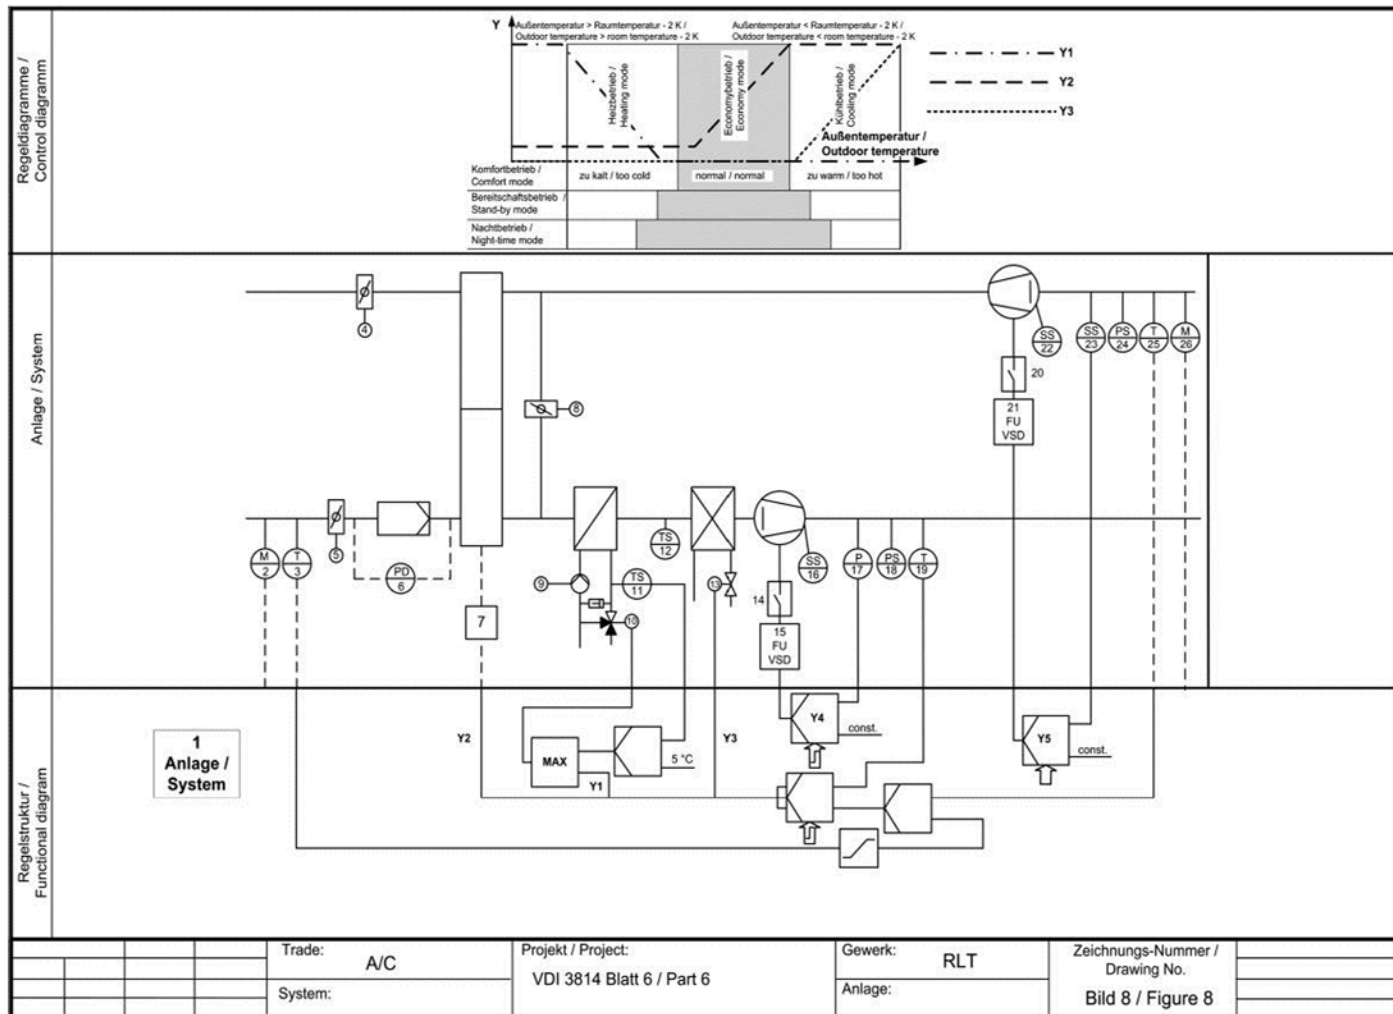 Regeldiagramme /
Control diagramm
Y
Außentemperatur > Raumtemperatur - 2 K /
Outdoor temperature > room temperature - 2 K
Außentemperatur < Raumtemperatur - 2 K /
Outdoor temperature < room temperature - 2 K
Heizbetrieb /
Heating mode
Economybetrieb /
Economy mode
Kühlbetrieb /
Cooling mode
Y1
Y2
Y3
Außentemperatur /
Outdoor temperature
Komfortbetrieb /
Comfort mode
zu kalt / too cold
normal / normal
zu warm / too hot
Bereitschaftsbetrieb /
Stand-by mode
Nachtbetrieb /
Night-time mode
Anlage / System
4
SS
22
SS
23
PS
24
T
25
M
26
20
21
FU
VSD
8
5
M
2
T
3
PD
6
7
TS
12
9
TS
11
10
13
SS
16
P
17
PS
18
T
19
14
15
FU
VSD
Regelstruktur /
Functional diagram
1
Anlage /
System
Y2
MAX
Y1
5 °C
Y3
Y4
const.
Y5
const.
Trade:
A/C
System:
Projekt / Project:
VDI 3814 Blatt 6 / Part 6
Gewerk:
RLT
Anlage:
Zeichnungs-Nummer /
Drawing No.
Bild 8 / Figure 8